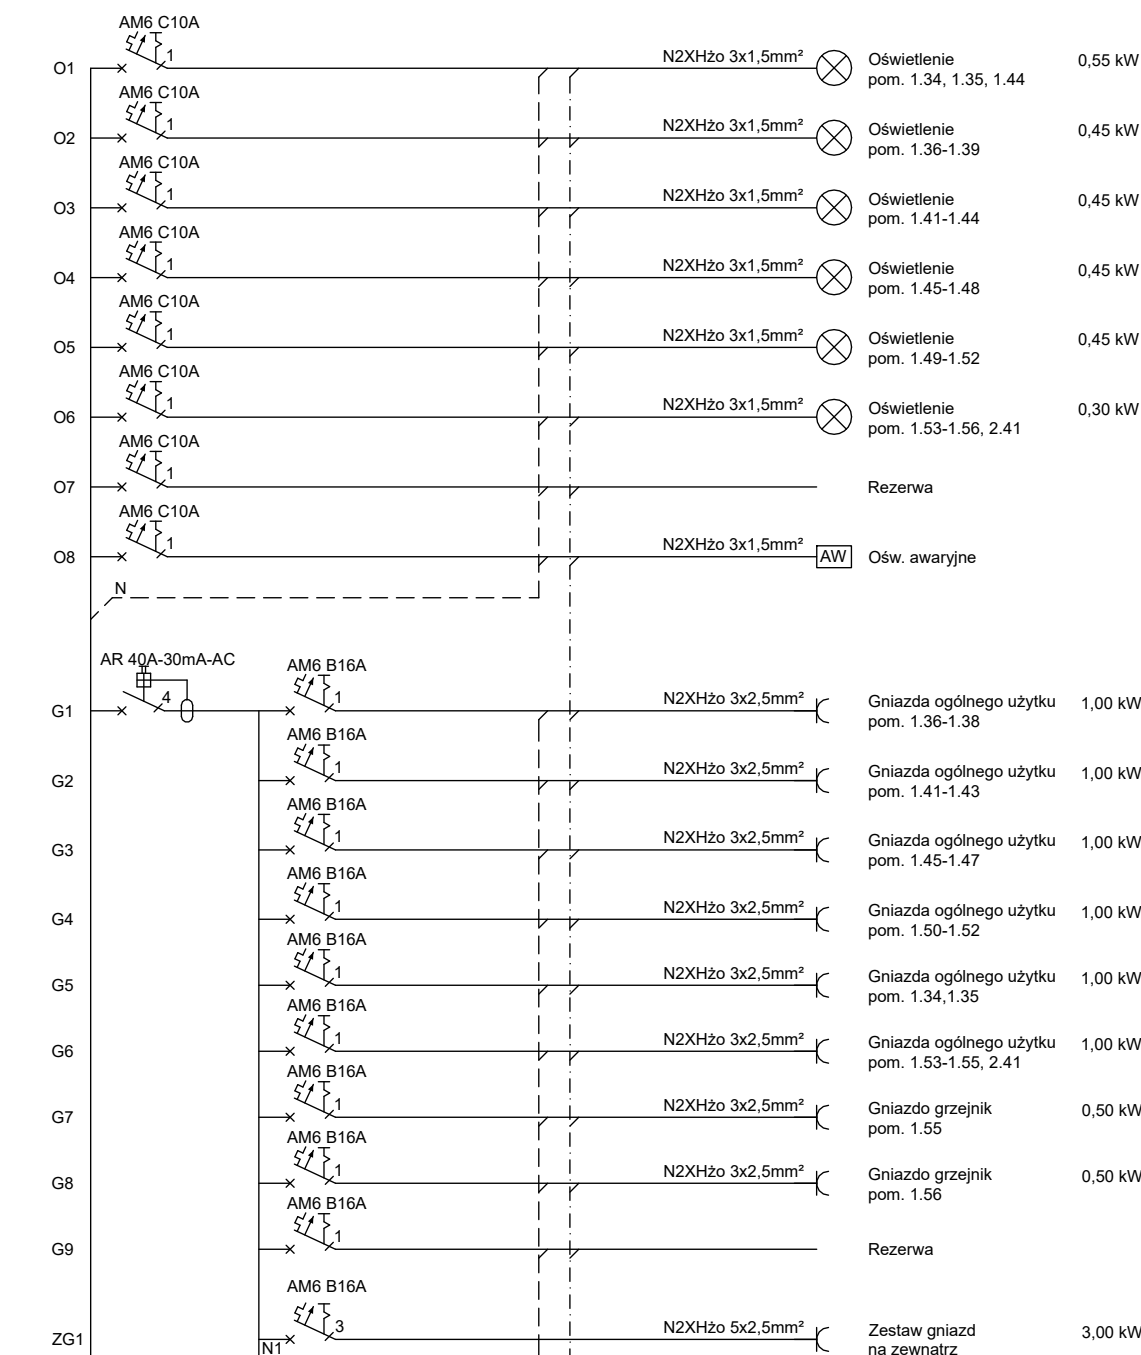 AM6 C10A
O1 1 N2XHżo 3x1,5mm² Oświetlenie 0,55 kW
pom. 1.34, 1.35, 1.44
AM6 C10A
O2 1 N2XHżo 3x1,5mm² Oświetlenie 0,45 kW
pom. 1.36-1.39
AM6 C10A
O3 1 N2XHżo 3x1,5mm² Oświetlenie 0,45 kW
pom. 1.41-1.44
AM6 C10A
O4 1 N2XHżo 3x1,5mm² Oświetlenie 0,45 kW
pom. 1.45-1.48
AM6 C10A
O5 1 N2XHżo 3x1,5mm² Oświetlenie 0,45 kW
pom. 1.49-1.52
AM6 C10A
O6 1 N2XHżo 3x1,5mm² Oświetlenie 0,30 kW
pom. 1.53-1.56, 2.41
AM6 C10A
O7 1 Rezerwa
AM6 C10A
O8 1 N2XHżo 3x1,5mm² AW Ośw. awaryjne
N
AR 40A-30mA-AC
AM6 B16A
G1 4 1 N2XHżo 3x2,5mm² Gniazda ogólnego użytku 1,00 kW
pom. 1.36-1.38
AM6 B16A
G2 1 N2XHżo 3x2,5mm² Gniazda ogólnego użytku 1,00 kW
pom. 1.41-1.43
AM6 B16A
G3 1 N2XHżo 3x2,5mm² Gniazda ogólnego użytku 1,00 kW
pom. 1.45-1.47
AM6 B16A
G4 1 N2XHżo 3x2,5mm² Gniazda ogólnego użytku 1,00 kW
pom. 1.50-1.52
AM6 B16A
G5 1 N2XHżo 3x2,5mm² Gniazda ogólnego użytku 1,00 kW
pom. 1.34,1.35
AM6 B16A
G6 1 N2XHżo 3x2,5mm² Gniazda ogólnego użytku 1,00 kW
pom. 1.53-1.55, 2.41
AM6 B16A
G7 1 N2XHżo 3x2,5mm² Gniazdo grzejnik 0,50 kW
pom. 1.55
AM6 B16A
G8 1 N2XHżo 3x2,5mm² Gniazdo grzejnik 0,50 kW
pom. 1.56
AM6 B16A
G9 1 Rezerwa
AM6 B16A
ZG1 3 N2XHżo 5x2,5mm² Zestaw gniazd 3,00 kW
N1 na zewnątrz